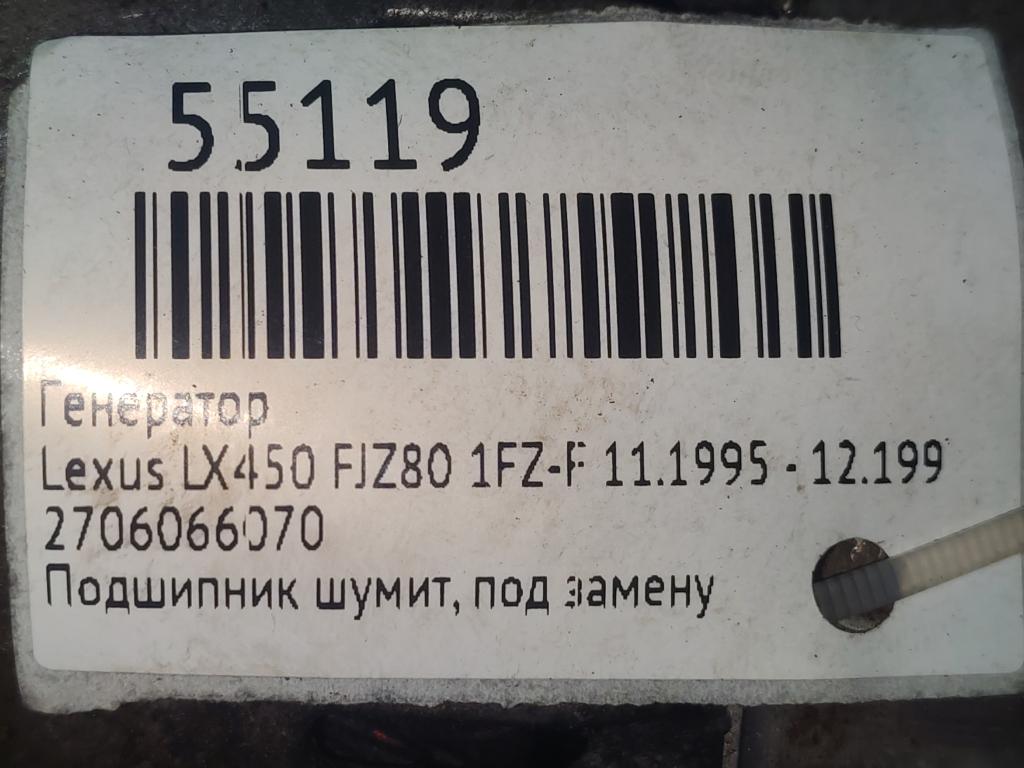 55119
Генератор
Lexus LX450 FJZ80 1FZ-F 11.1995 - 12.199
2706066070
Подшипник шумит, под замену